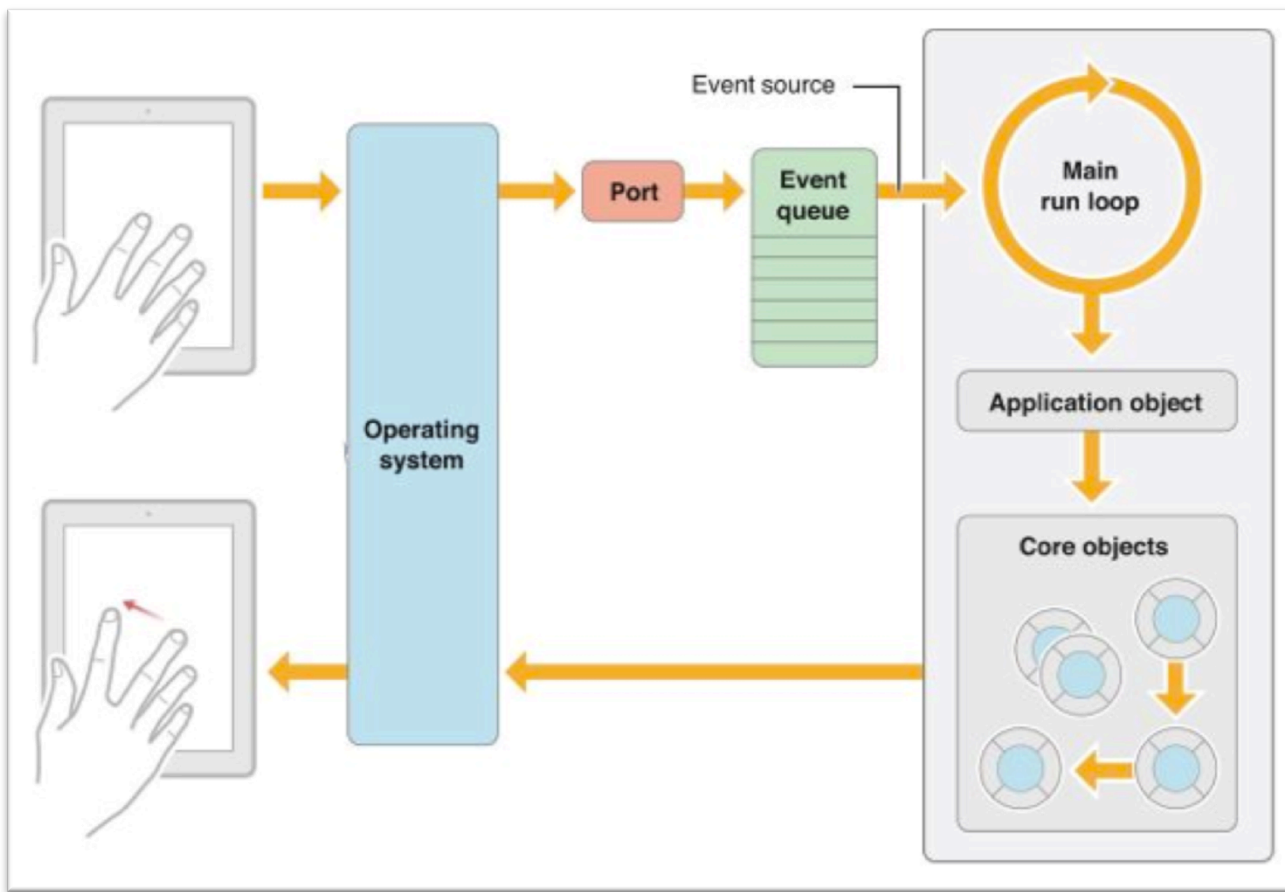 Event source
Port
Event
queue
Main
run loop
Application object
Operating
system
Core objects